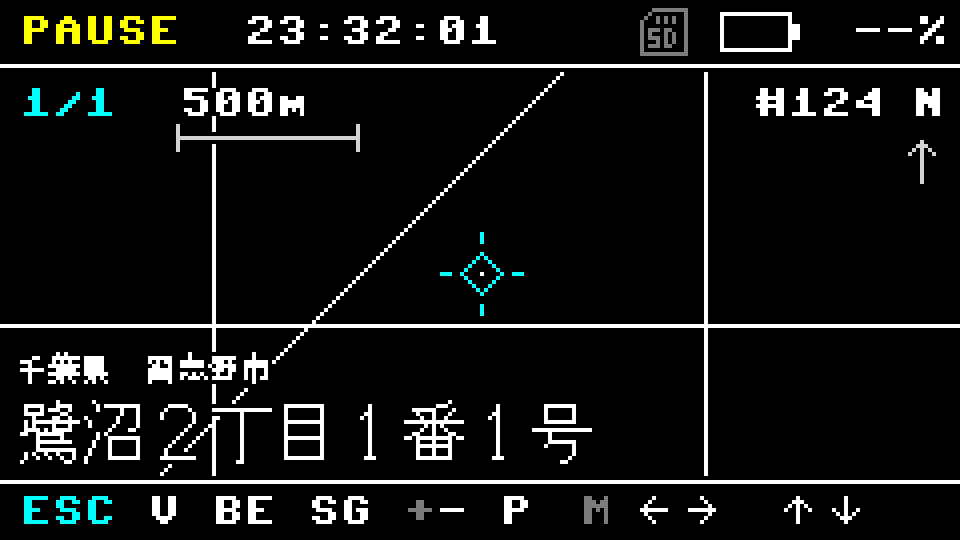 PAUSE 23:32:01 SD --%
1/1 500m #124 N
↑
千葉県 習志野市
鷺沼2丁目1番1号
ESC V BE SG +- P M ←→ ↑↓